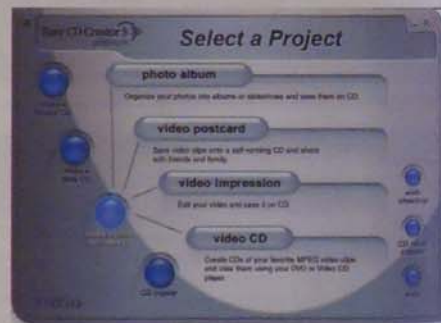 Easy CD Creator 5
Select a Project
photo album
Organize your photos into albums or slideshows and save them on CD.
video postcard
Save video clips onto a self-running CD and share
with friends and family.
video impression
Edit your video and save it on CD.
video CD
Create CDs of your favorite MPEG video clips
and view them using your DVD or Video CD
player.
CD copier